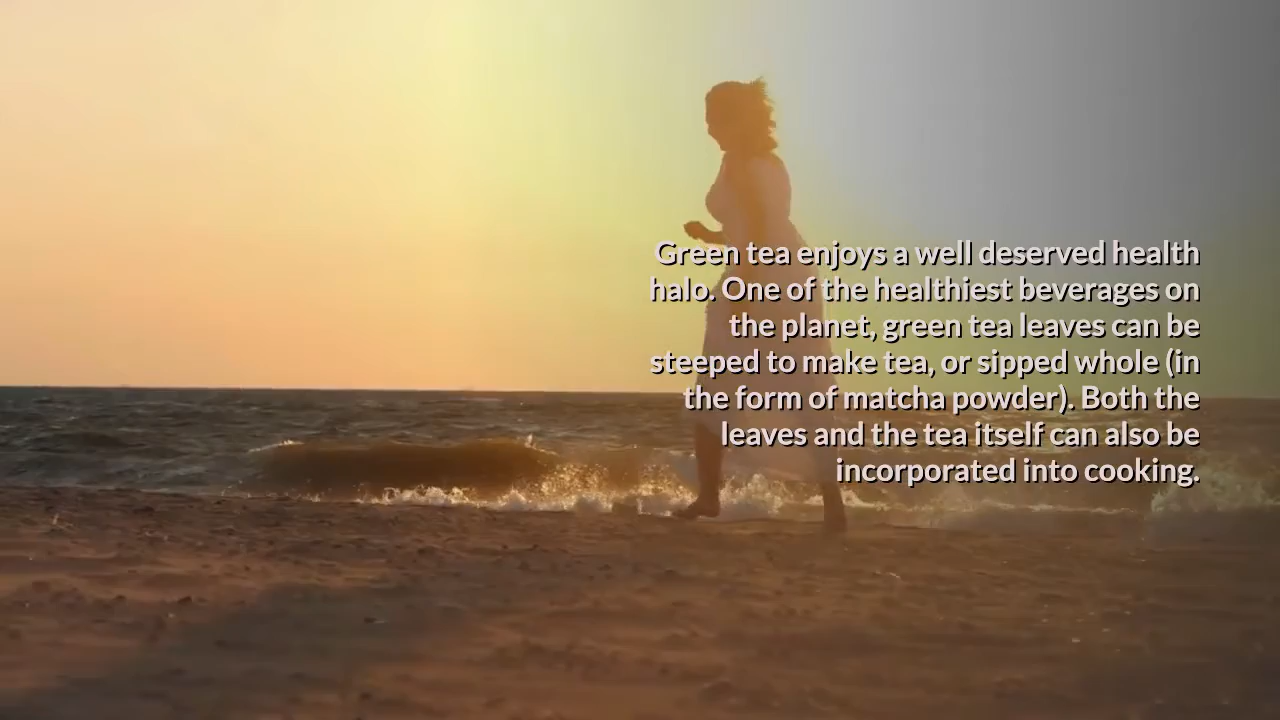 Green tea enjoys a well deserved health
halo. One of the healthiest beverages on
the planet, green tea leaves can be
steeped to make tea, or sipped whole (in
the form of matcha powder). Both the
leaves and the tea itself can also be
incorporated into cooking.